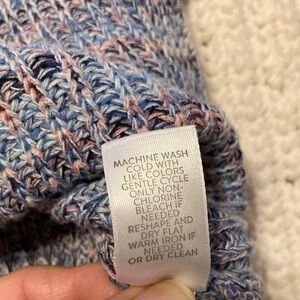 MACHINE WASH
COLD WITH
LIKE COLORS
GENTLE CYCLE
ONLY NON-
CHLORINE
BLEACH IF
NEEDED
RESHAPE AND
DRY FLAT
WARM IRON IF
NEEDED
OR DRY CLEAN